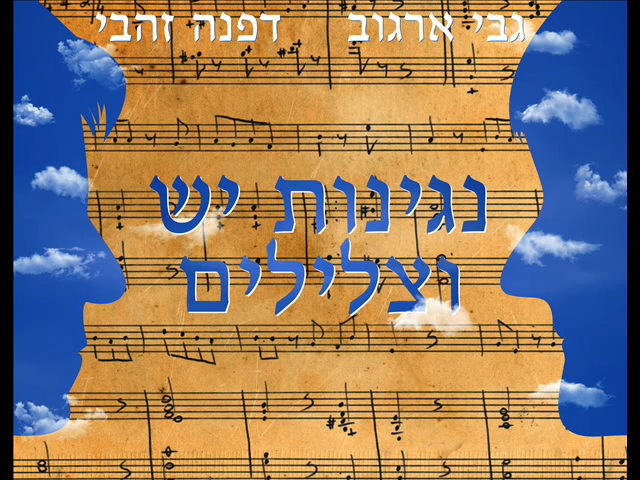 גבי ארגוב דפנה זהבי
נגינות יש
וצלילים